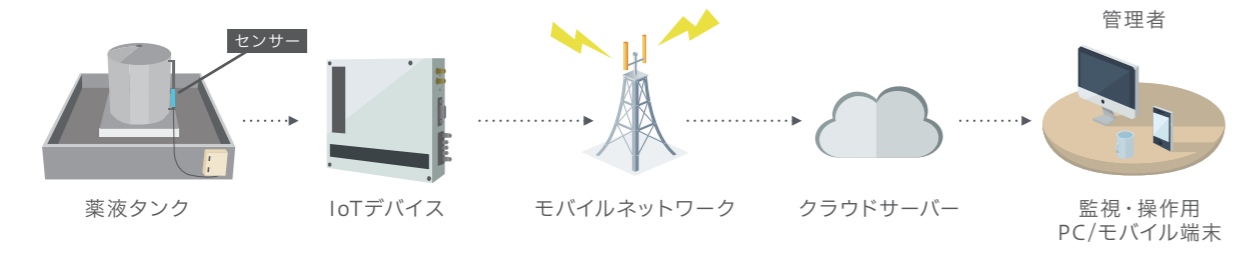 管理者
センサー
薬液タンク
IoTデバイス
モバイルネットワーク
クラウドサーバー
監視・操作用
PC/モバイル端末